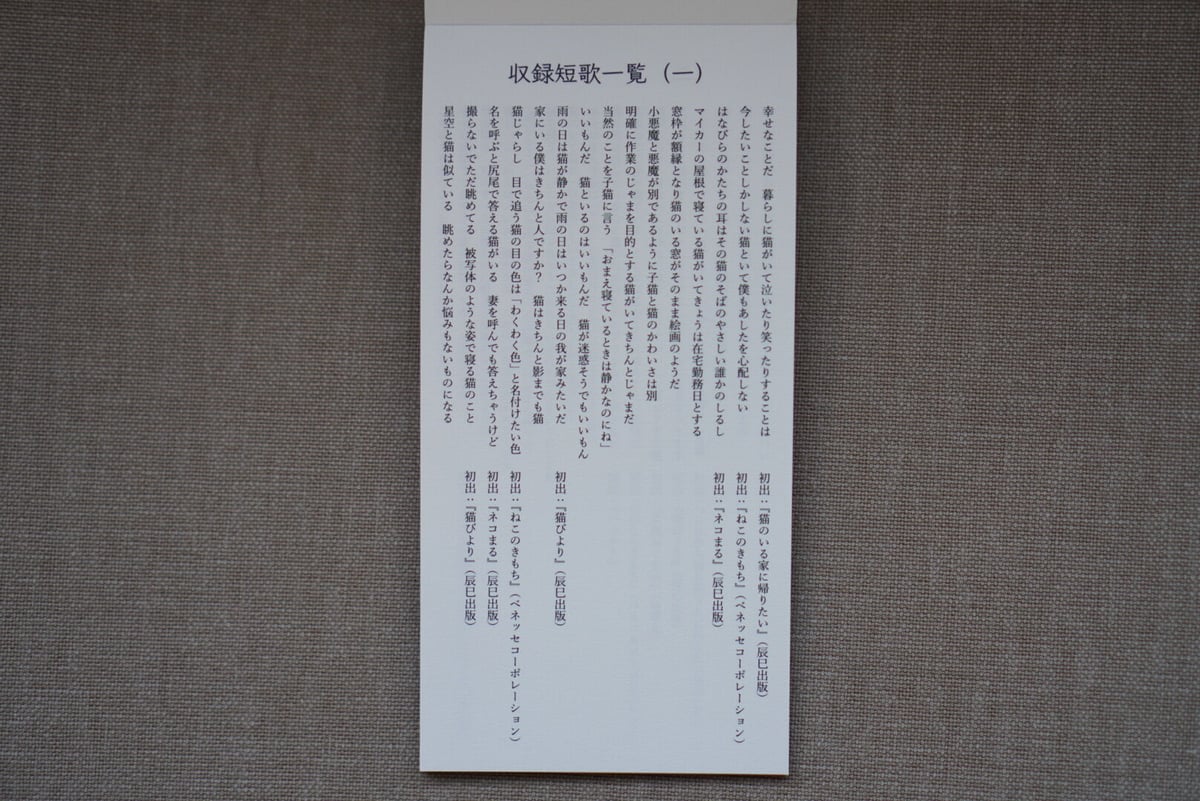 収録短歌一覧（一）
幸せなことだ　暮らしに猫がいて泣いたり笑ったりすることは　初出：『猫のいる家に帰りたい』（辰巳出版）
今したいことしかしない猫といて僕もあしたを心配しない　初出：『ねこのきもち』（ベネッセコーポレーション）
はなびらのかたちの耳はその猫のそばのやさしい誰かのしるし　初出：『ネコまる』（辰巳出版）
マイカーの屋根で寝ている猫がいてきょうは在宅勤務日とする
窓枠が額縁となり猫のいる窓がそのまま絵画のようだ
小悪魔と悪魔が別であるように子猫と猫のかわいさは別
明確に作業のじゃまを目的とする猫がいてきちんとじゃまだ
当然のことを子猫に言う　「おまえ寝ているときは静かなのにね」
いいもんだ　猫といるのはいいもんだ　猫が迷惑そうでもいいもん
雨の日は猫が静かで雨の日はいつか来る日の我が家みたいだ　初出：『猫びより』（辰巳出版）
家にいる僕はきちんと人ですか？　猫はきちんと影までも猫
猫じゃらし　目で追う猫の目の色は「わくわく色」と名付けたい色　初出：『ねこのきもち』（ベネッセコーポレーション）
名を呼ぶと尻尾で答える猫がいる　妻を呼んでも答えちゃうけど　初出：『ネコまる』（辰巳出版）
撮らないでただ眺めてる　被写体のような姿で寝る猫のこと　初出：『猫びより』（辰巳出版）
星空と猫は似ている　眺めたらなんか悩みもないものになる